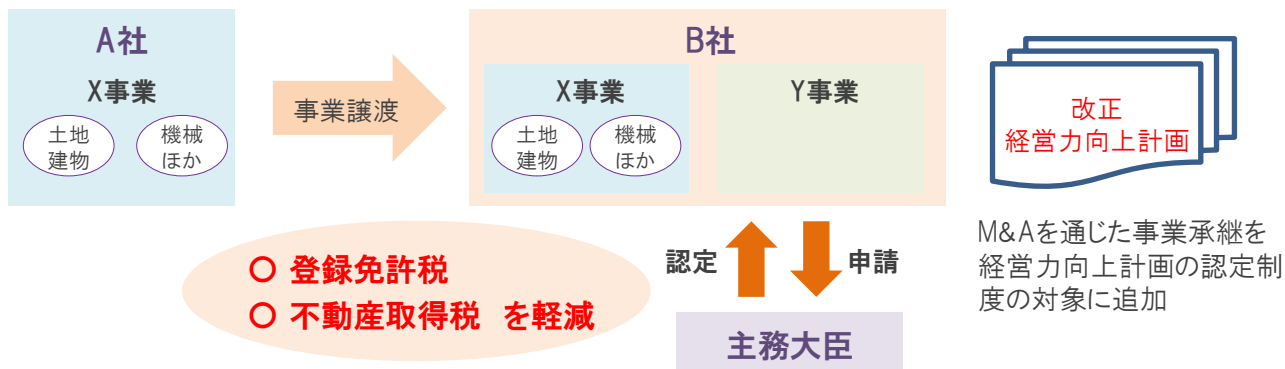 A社
X事業
土地
建物
機械
ほか
事業譲渡
B社
X事業
土地
建物
機械
ほか
Y事業
改正
経営力向上計画
M&Aを通じた事業承継を
経営力向上計画の認定制
度の対象に追加
認定
申請
〇 登録免許税
〇 不動産取得税 を軽減
主務大臣